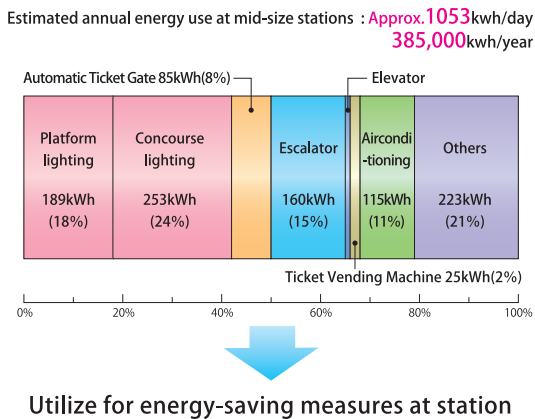 Estimated annual energy use at mid-size stations : Approx.1053kwh/day
385,000kwh/year
Automatic Ticket Gate 85kWh(8%)
Elevator
Platform
lighting
189kWh
(18%)
Concourse
lighting
253kWh
(24%)
Escalator
160kWh
(15%)
Aircondi
-tioning
115kWh
(11%)
Others
223kWh
(21%)
Ticket Vending Machine 25kWh(2%)
0% 20% 40% 60% 80% 100%
Utilize for energy-saving measures at station